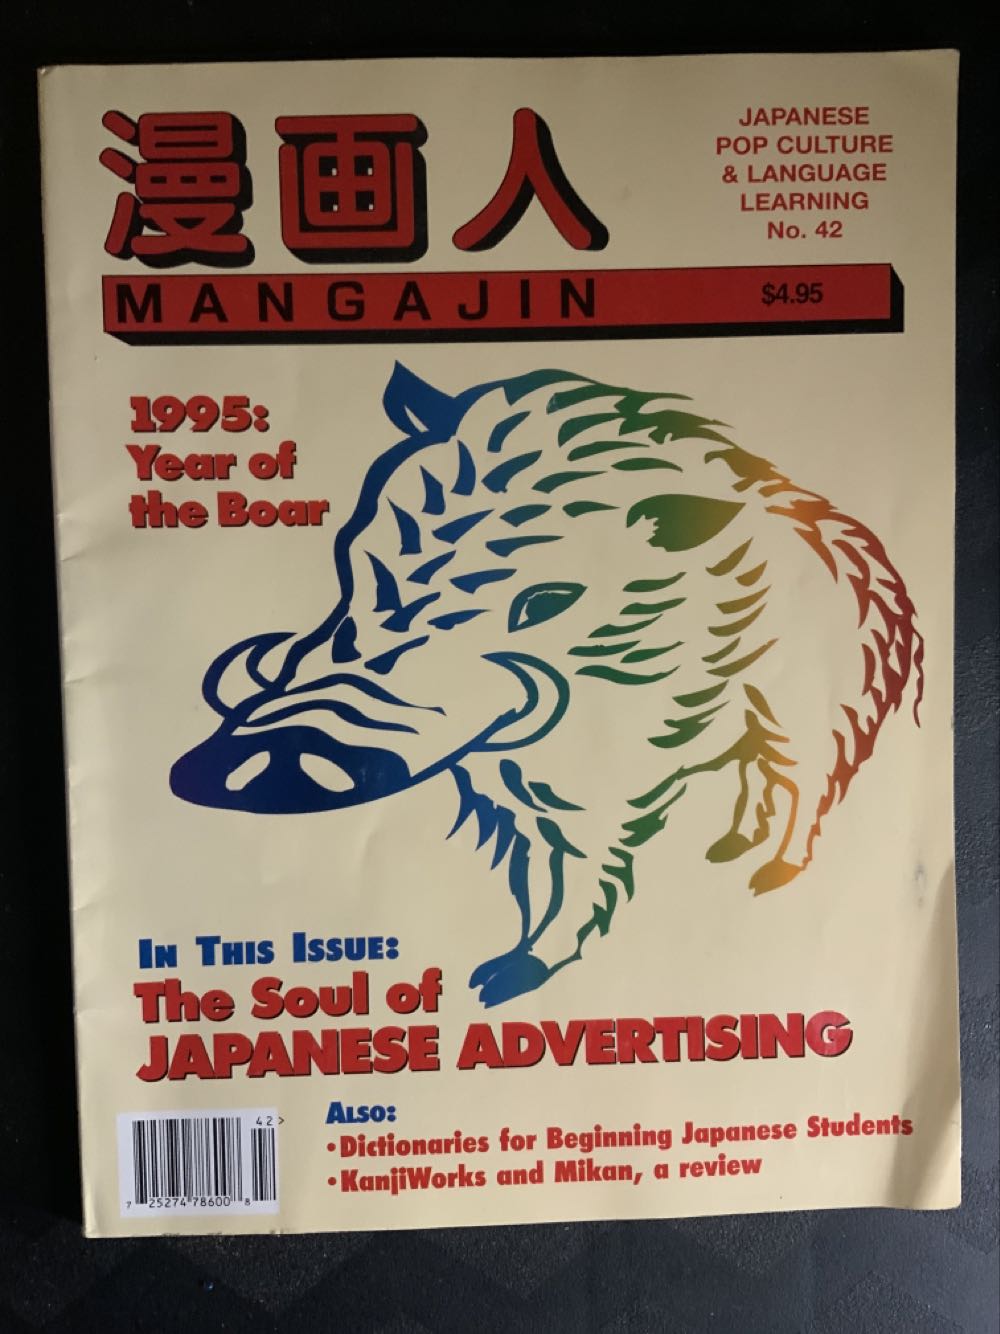 漫画人
JAPANESE
POP CULTURE
& LANGUAGE
LEARNING
No. 42
MANGAJIN
$4.95
1995:
Year of
the Boar
IN THIS ISSUE:
The Soul of
JAPANESE ADVERTISING
ALSO:
•Dictionaries for Beginning Japanese Students
•KanjiWorks and Mikan, a review
42>
7 25274 78600 8